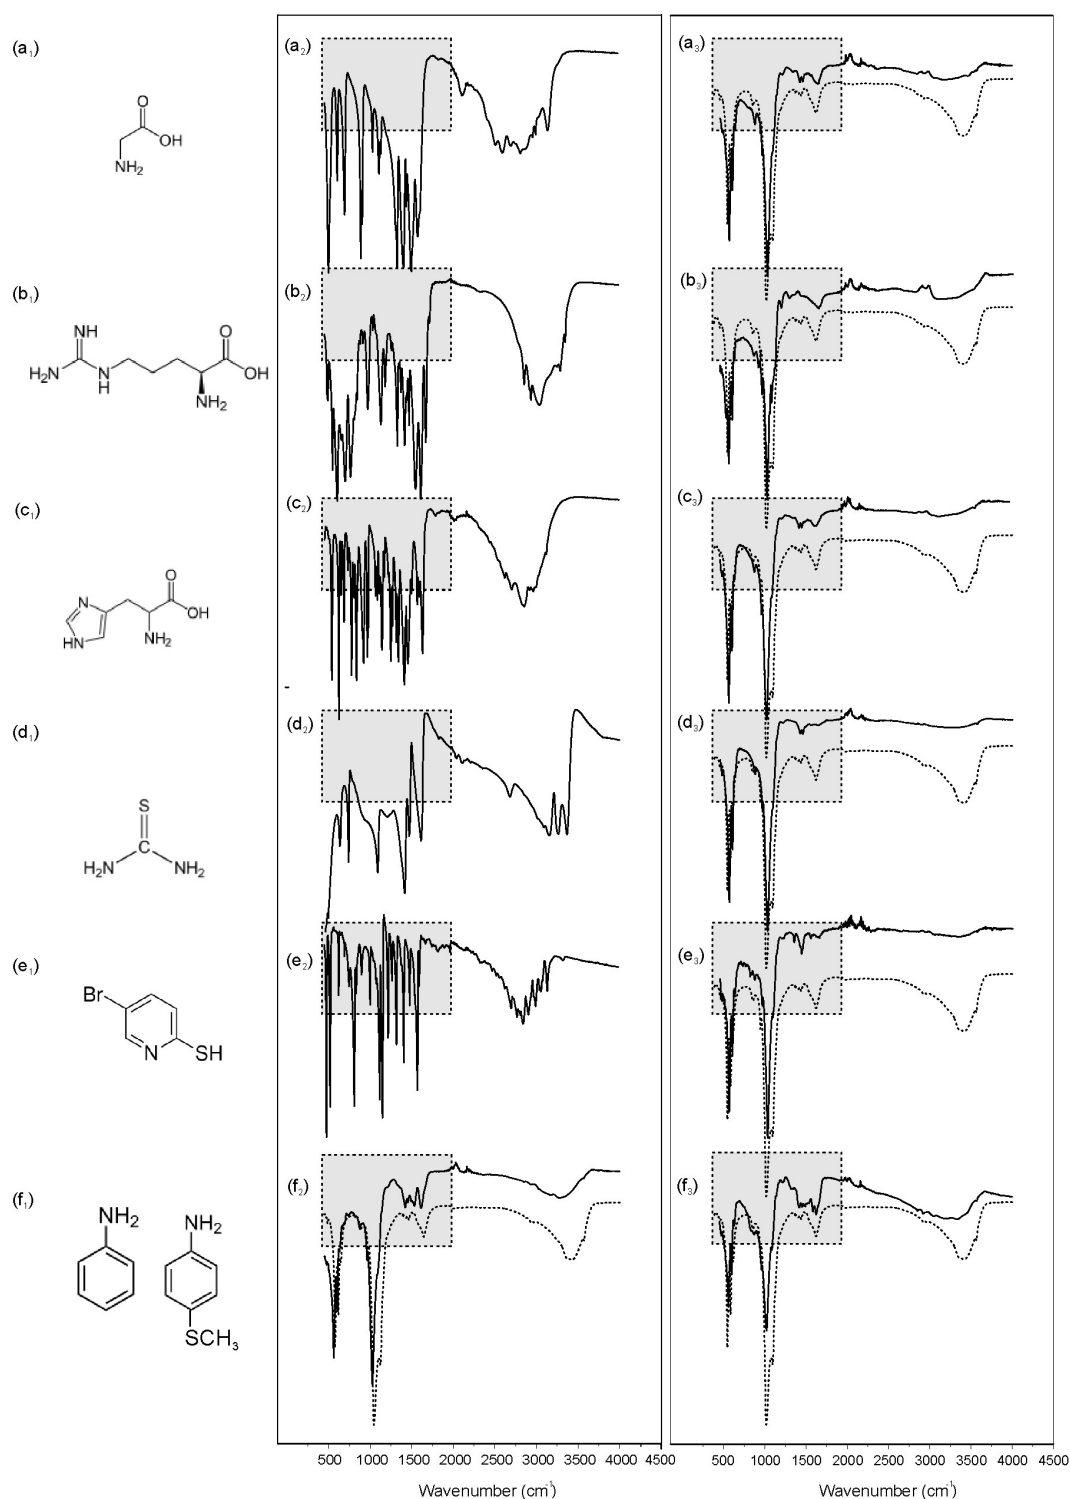 (a₁) (a₂) (a₃)
O
OH
NH₂
(b₁) (b₂) (b₃)
NH O
H₂N N OH
H NH₂
(c₁) (c₂) (c₃)
O
N OH
HN NH₂
-
(d₁) (d₂) (d₃)
S
C
H₂N NH₂
(e₁) (e₂) (e₃)
Br
N SH
(f₁) (f₂) (f₃)
NH₂ NH₂
SCH₃
500 1000 1500 2000 2500 3000 3500 4000 4500 500 1000 1500 2000 2500 3000 3500 4000 4500
Wavenumber (cm⁻¹) Wavenumber (cm⁻¹)